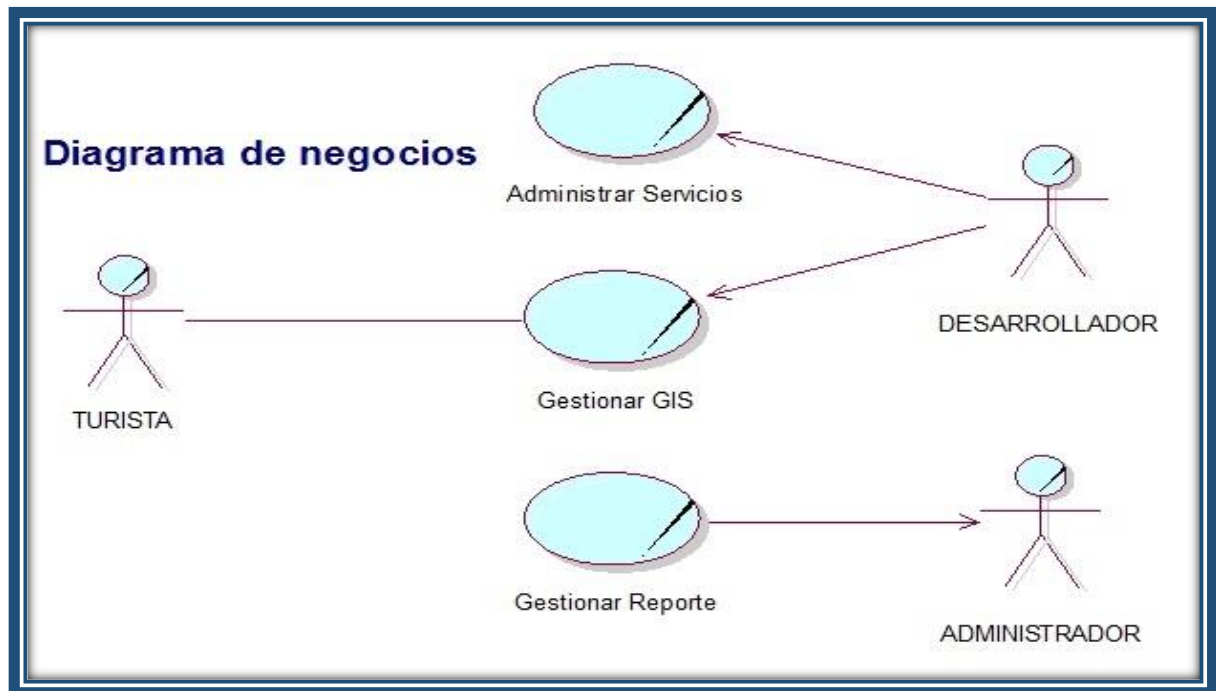 Diagrama de negocios
Administrar Servicios
DESARROLLADOR
TURISTA
Gestionar GIS
Gestionar Reporte
ADMINISTRADOR